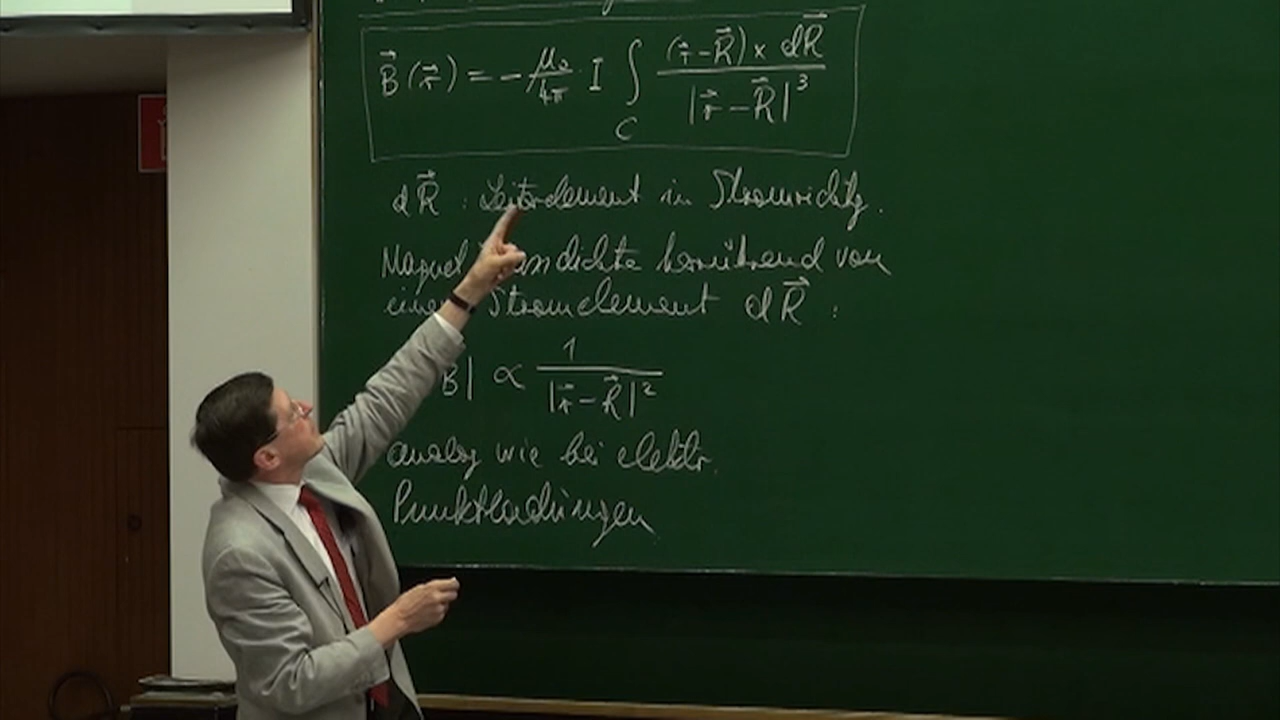 B⃗(r⃗) = - μ₀/4π I ∫_C (r⃗-R⃗) × dR⃗ / |r⃗-R⃗|³
dR⃗ : Leiterelement in Stromrichtg.
Magnet dichte herrührend von
einem Stromelement dR⃗ :
B| ∝ 1 / |r⃗-R⃗|²
analog wie bei elektr.
Punktladungen